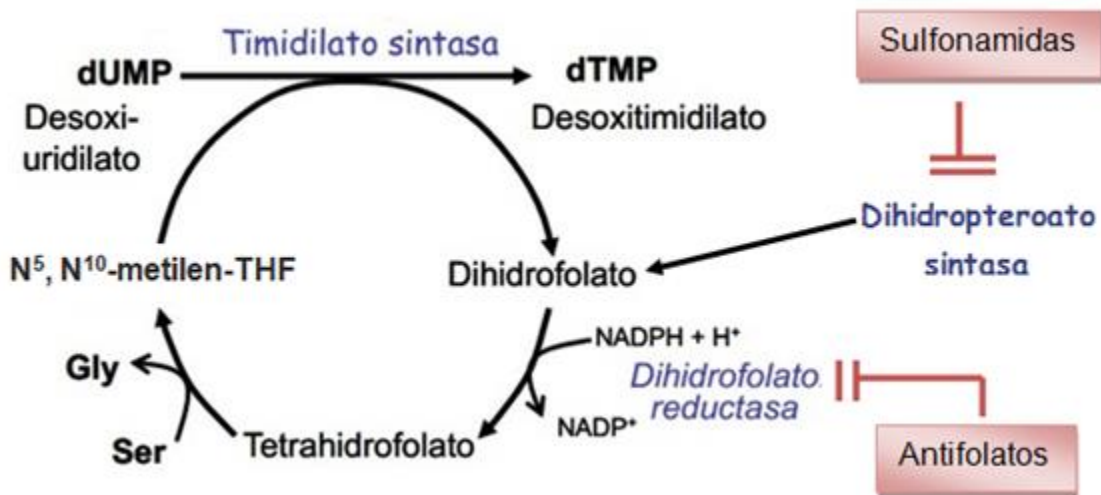 Timidilato sintasa
Sulfonamidas
dUMP
dTMP
Desoxi-
uridilato
Desoxitimidilato
Dihidropteroato
sintasa
N⁵, N¹⁰-metilen-THF
Dihidrofolato
NADPH + H⁺
Gly
Dihidrofolato
reductasa
NADP⁺
Ser
Tetrahidrofolato
Antifolatos